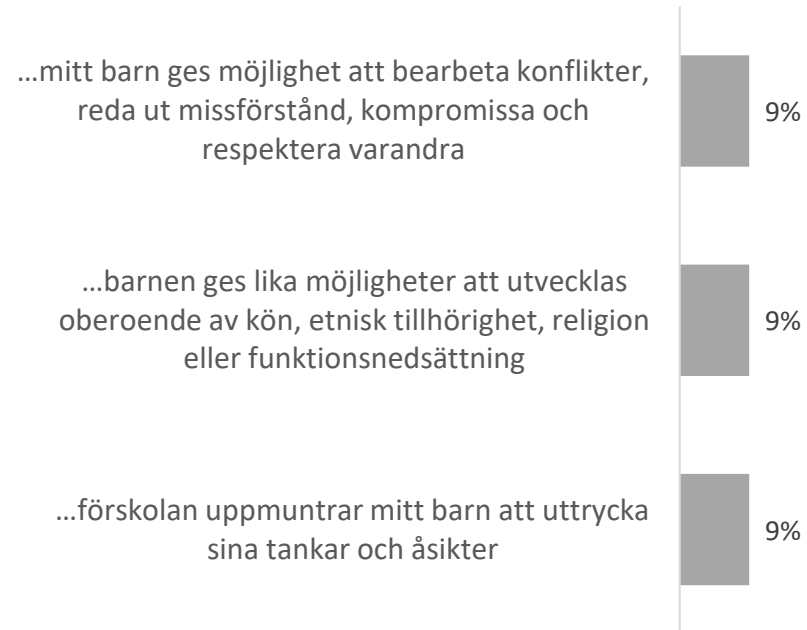 …mitt barn ges möjlighet att bearbeta konflikter,
reda ut missförstånd, kompromissa och
respektera varandra
9%
…barnen ges lika möjligheter att utvecklas
oberoende av kön, etnisk tillhörighet, religion
eller funktionsnedsättning
9%
…förskolan uppmuntrar mitt barn att uttrycka
sina tankar och åsikter
9%